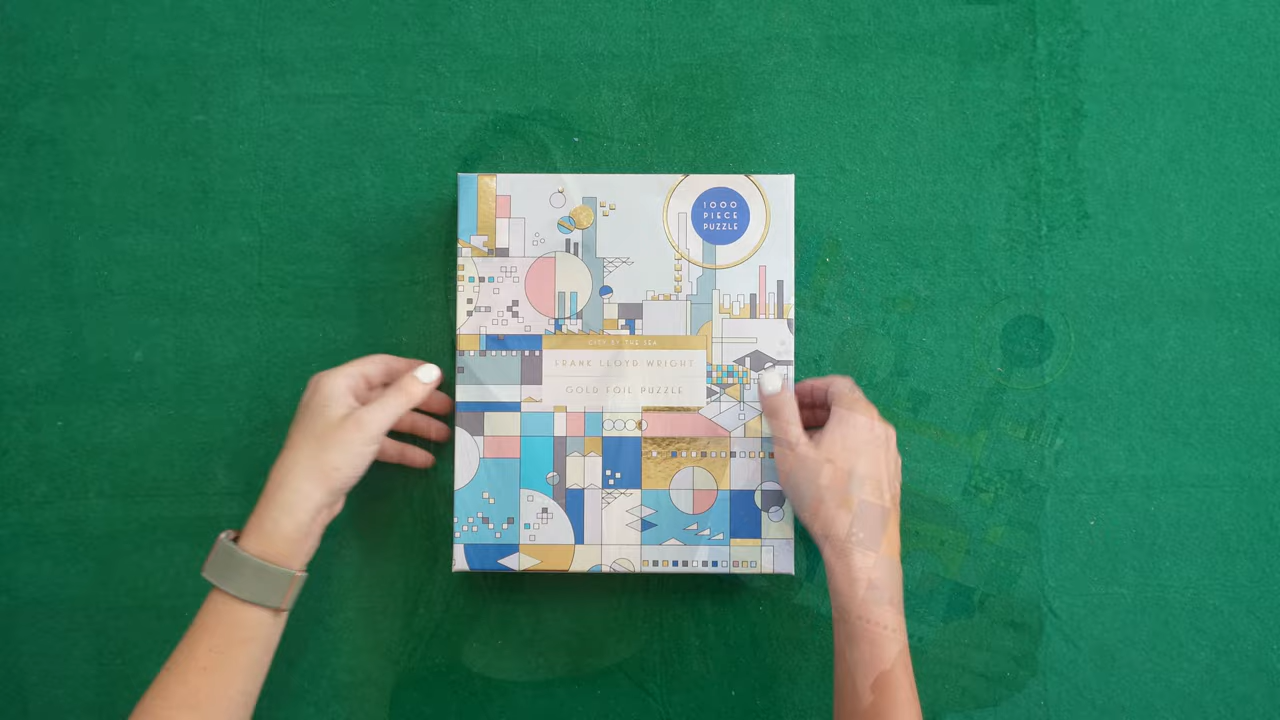 1000
PIECE
PUZZLE
CITY BY THE SEA
FRANK LLOYD WRIGHT
GOLD FOIL PUZZLE